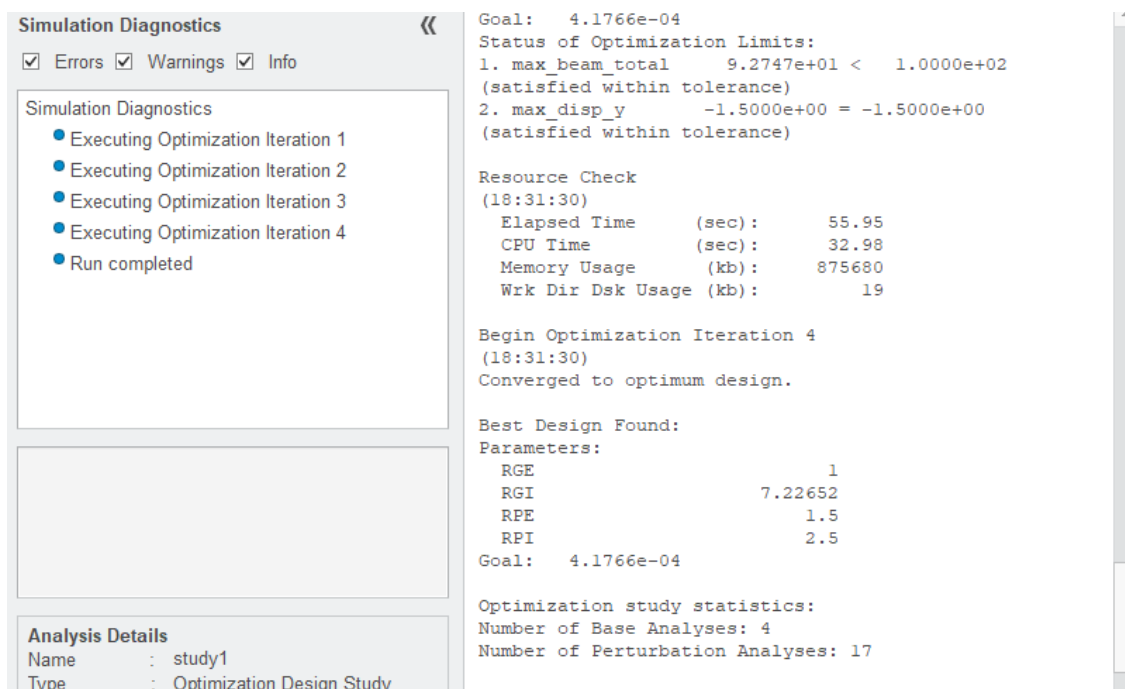 Simulation Diagnostics
Errors Warnings Info
Simulation Diagnostics
Executing Optimization Iteration 1
Executing Optimization Iteration 2
Executing Optimization Iteration 3
Executing Optimization Iteration 4
Run completed
Analysis Details
Name : study1
Type : Optimization Design Study
Goal: 4.1766e-04
Status of Optimization Limits:
1. max_beam_total 9.2747e+01 < 1.0000e+02
(satisfied within tolerance)
2. max_disp_y -1.5000e+00 = -1.5000e+00
(satisfied within tolerance)
Resource Check
(18:31:30)
Elapsed Time (sec): 55.95
CPU Time (sec): 32.98
Memory Usage (kb): 875680
Wrk Dir Dsk Usage (kb): 19
Begin Optimization Iteration 4
(18:31:30)
Converged to optimum design.
Best Design Found:
Parameters:
RGE 1
RGI 7.22652
RPE 1.5
RPI 2.5
Goal: 4.1766e-04
Optimization study statistics:
Number of Base Analyses: 4
Number of Perturbation Analyses: 17